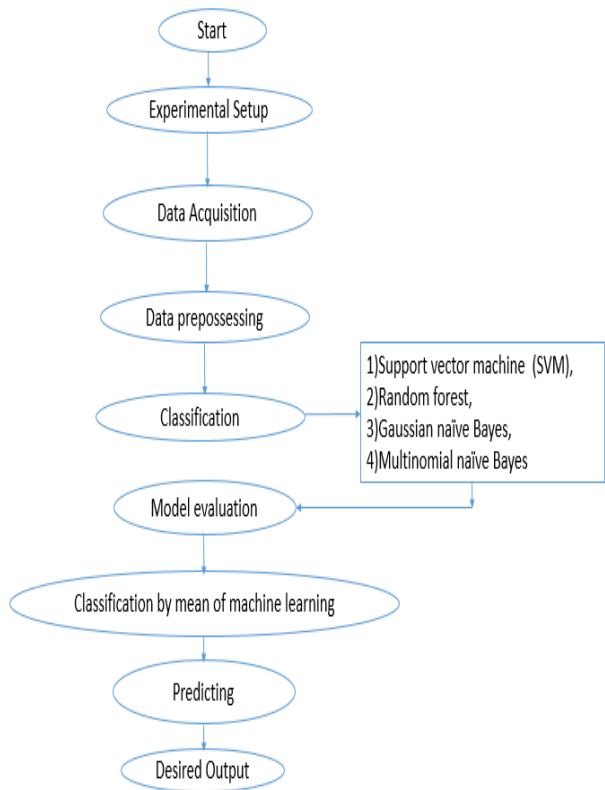 Start
Experimental Setup
Data Acquisition
Data prepossessing
Classification
1)Support vector machine (SVM),
2)Random forest,
3)Gaussian naïve Bayes,
4)Multinomial naïve Bayes
Model evaluation
Classification by mean of machine learning
Predicting
Desired Output